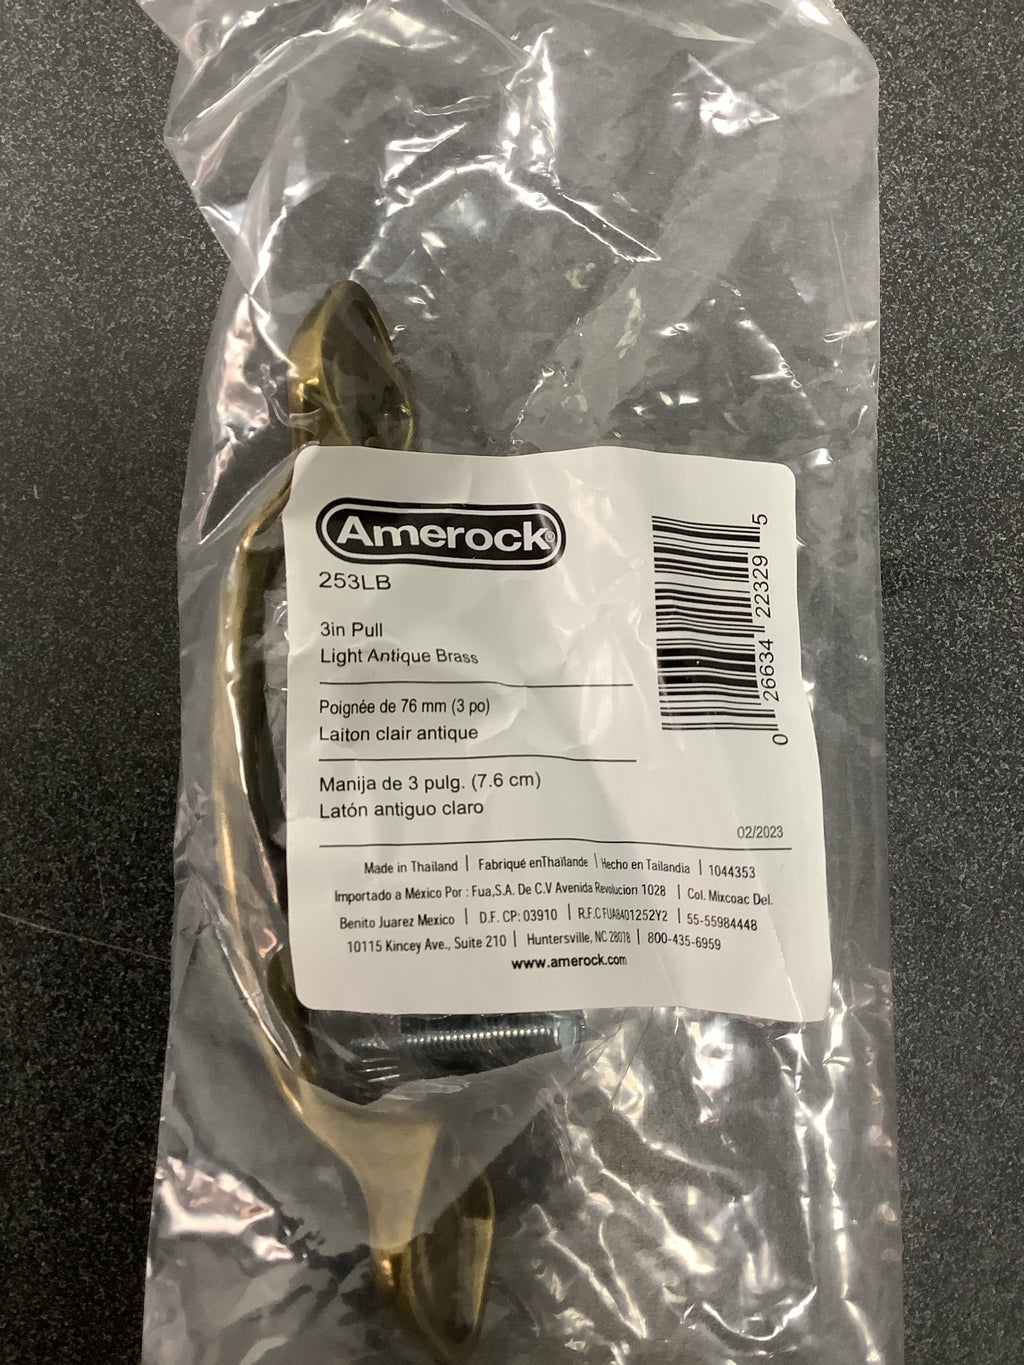 Amerock®
253LB
3in Pull
Light Antique Brass
Poignée de 76 mm (3 po)
Laiton clair antique
Manija de 3 pulg. (7.6 cm)
Latón antiguo claro
0 26634 22329 5
02/2023
Made in Thailand | Fabriqué enThaïlande | Hecho en Tailandia | 1044353
Importado a México Por : Fua,S.A. De C.V Avenida Revolucion 1028 | Col. Mixcoac Del.
Benito Juarez Mexico | D.F. CP: 03910 | R.F.C FUA8401252Y2 | 55-55984448
10115 Kincey Ave., Suite 210 | Huntersville, NC 28078 | 800-435-6959
www.amerock.com